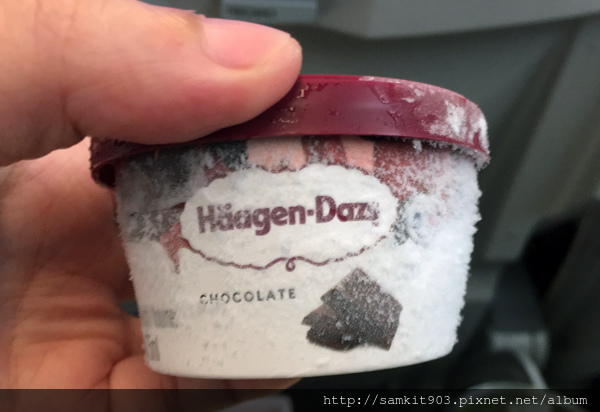 Häagen-Dazs
CHOCOLATE
http://samkit903.pixnet.net/album